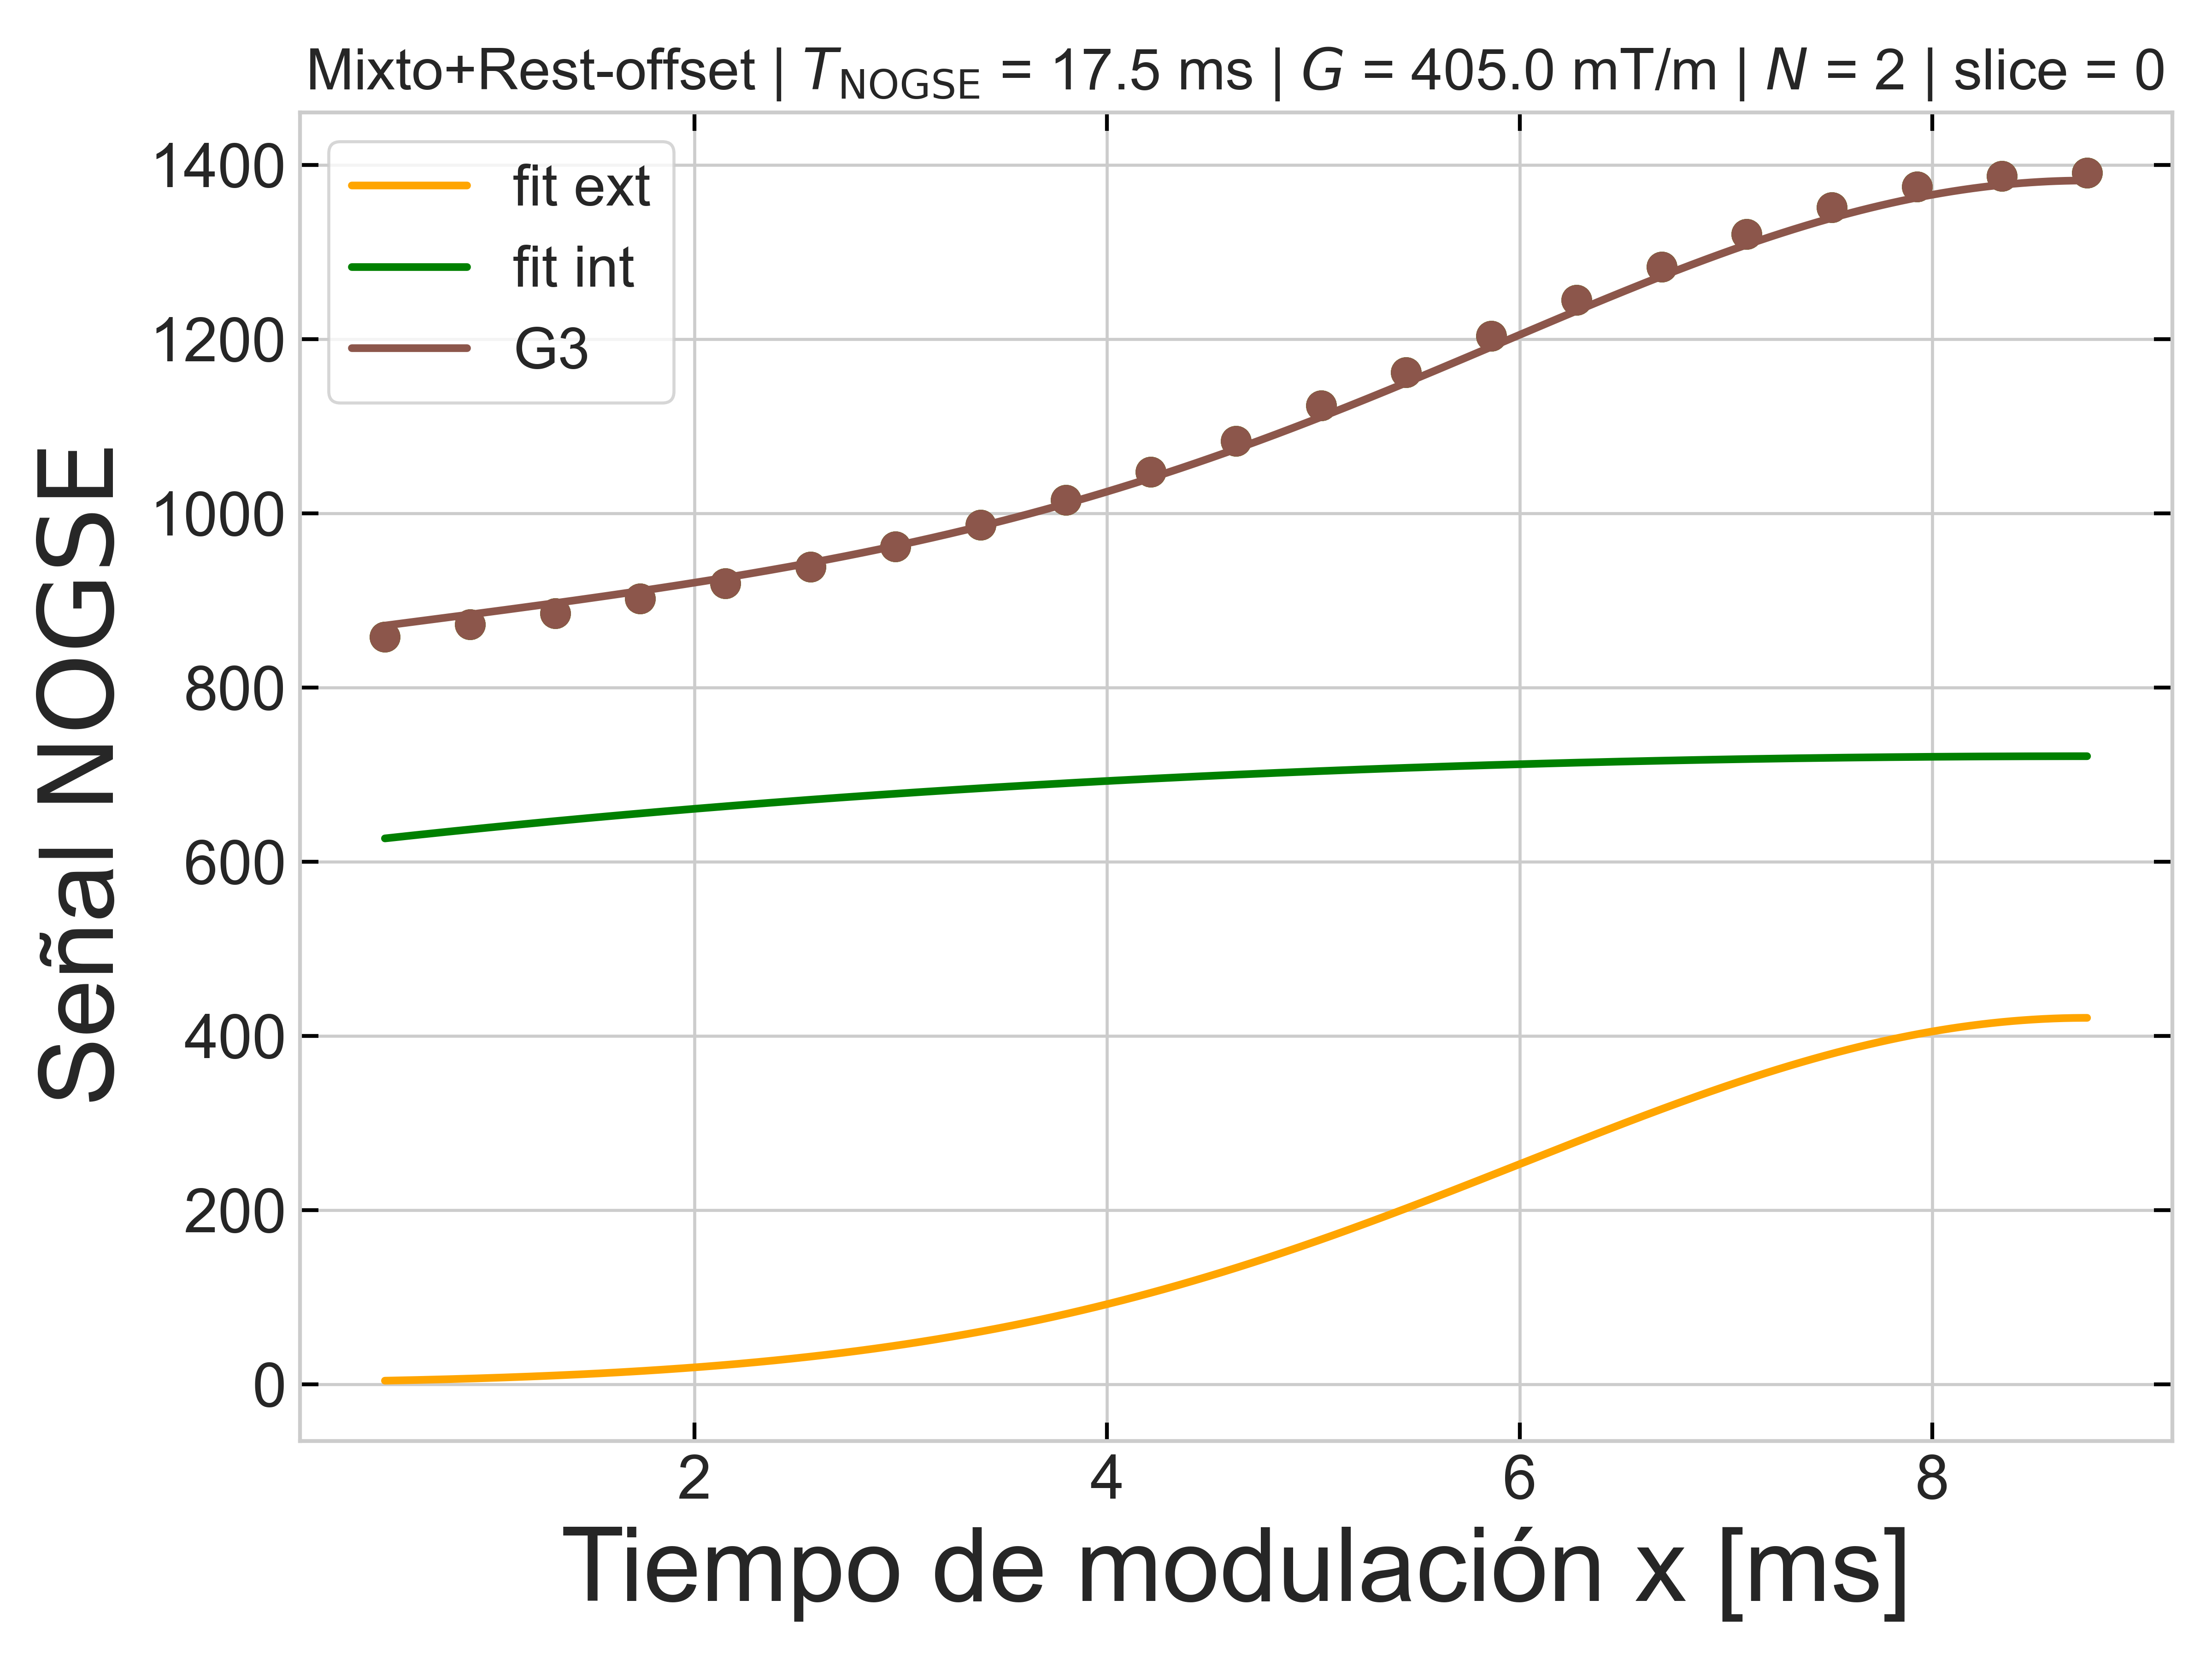 Mixto+Rest-offset | T_NOGSE = 17.5 ms | G = 405.0 mT/m | N = 2 | slice = 0
fit ext
fit int
G3
Señal NOGSE
1400
1200
1000
800
600
400
200
0
2 4 6 8
Tiempo de modulación x [ms]